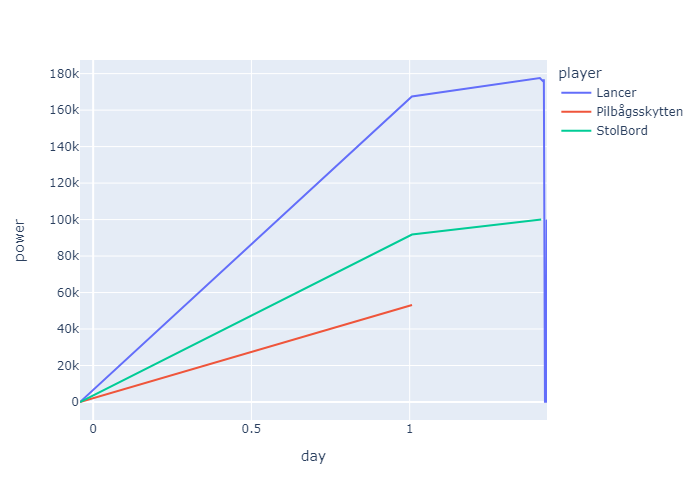 player
Lancer
Pilbågsskytten
StolBord
180k
160k
140k
120k
100k
80k
60k
40k
20k
0
power
0
0.5
1
day